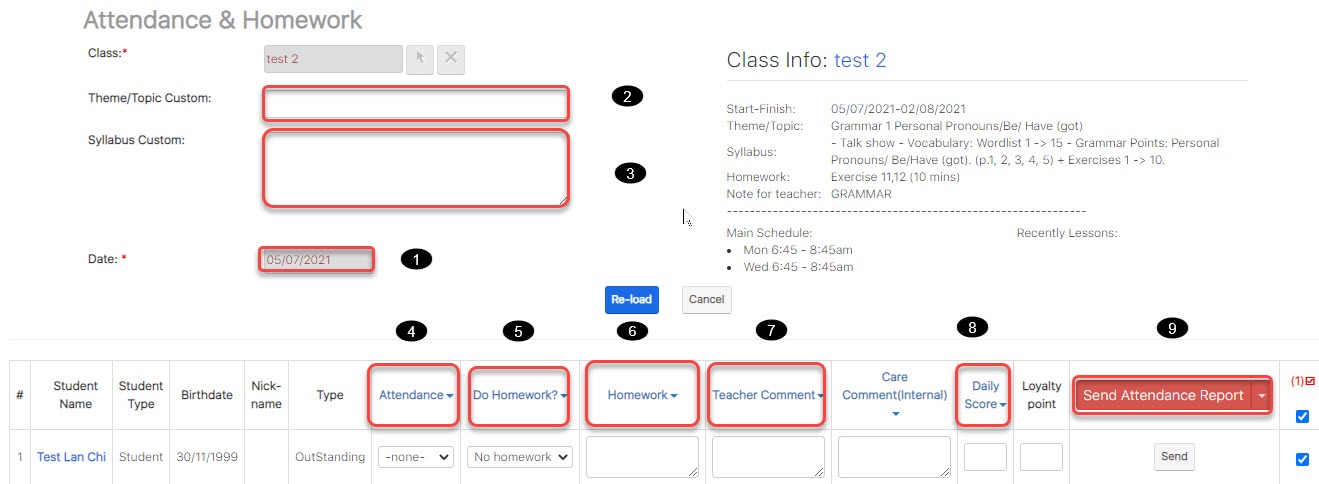 Attendance & Homework
Class:*
test 2
Theme/Topic Custom:
2
Syllabus Custom:
3
Date: *
05/07/2021
1
Class Info: test 2
Start-Finish: 05/07/2021-02/08/2021
Theme/Topic: Grammar 1 Personal Pronouns/Be/ Have (got)
Syllabus: - Talk show - Vocabulary: Wordlist 1 -> 15 - Grammar Points: Personal
Pronouns/ Be/Have (got). (p.1, 2, 3, 4, 5) + Exercises 1 -> 10.
Homework: Exercise 11,12 (10 mins)
Note for teacher: GRAMMAR
------------------------------------------------------------
Main Schedule: Recently Lessons:
• Mon 6:45 - 8:45am
• Wed 6:45 - 8:45am
Re-load Cancel
4 5 6 7 8 9
# Student Name Student Type Birthdate Nick-name Type Attendance Do Homework? Homework Teacher Comment Care Comment(Internal) Daily Score Loyalty point Send Attendance Report (1)
1 Test Lan Chi Student 30/11/1999 OutStanding -none- No homework Send